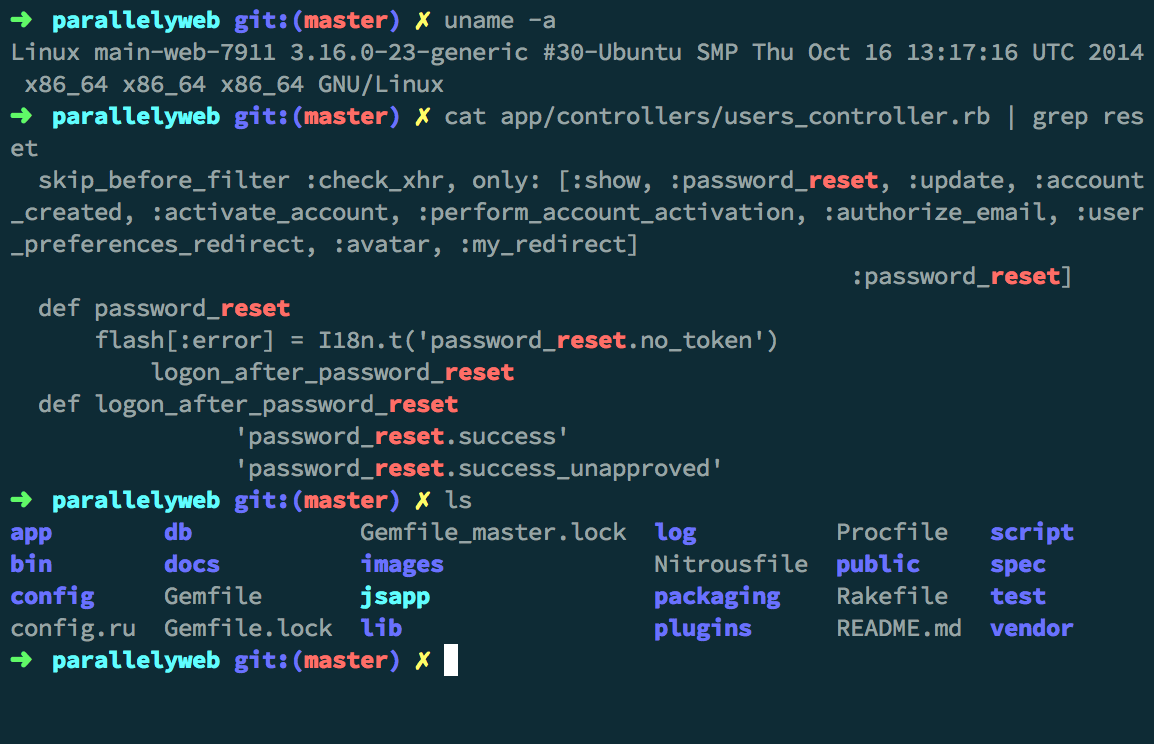 ➜  parallelyweb git:(master) ✗ uname -a
Linux main-web-7911 3.16.0-23-generic #30-Ubuntu SMP Thu Oct 16 13:17:16 UTC 2014
 x86_64 x86_64 x86_64 GNU/Linux
➜  parallelyweb git:(master) ✗ cat app/controllers/users_controller.rb | grep res
et
  skip_before_filter :check_xhr, only: [:show, :password_reset, :update, :account
_created, :activate_account, :perform_account_activation, :authorize_email, :user
_preferences_redirect, :avatar, :my_redirect]
                                                            :password_reset]
  def password_reset
      flash[:error] = I18n.t('password_reset.no_token')
          logon_after_password_reset
  def logon_after_password_reset
                'password_reset.success'
                'password_reset.success_unapproved'
➜  parallelyweb git:(master) ✗ ls
app        db            Gemfile_master.lock  log          Procfile   script
bin        docs          images               Nitrousfile  public     spec
config     Gemfile       jsapp                packaging    Rakefile   test
config.ru  Gemfile.lock  lib                  plugins      README.md  vendor
➜  parallelyweb git:(master) ✗